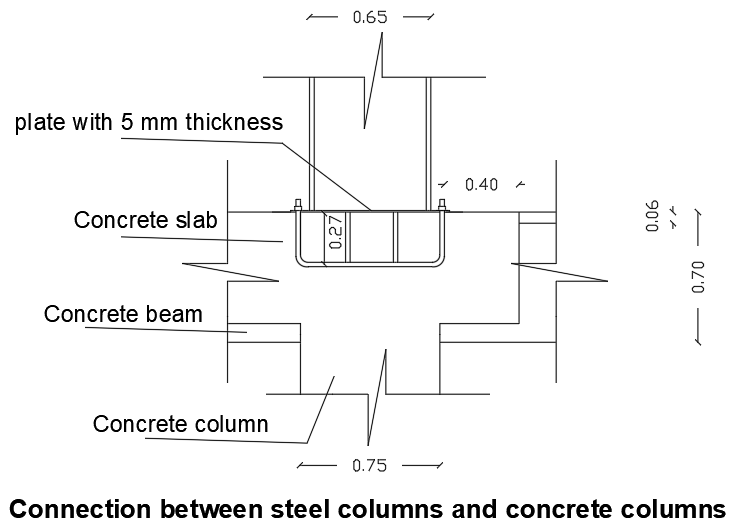 0.65
plate with 5 mm thickness
0.40
0.06
Concrete slab
0.27
0.70
Concrete beam
Concrete column
0.75
Connection between steel columns and concrete columns